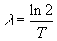 λ = ln 2 / T